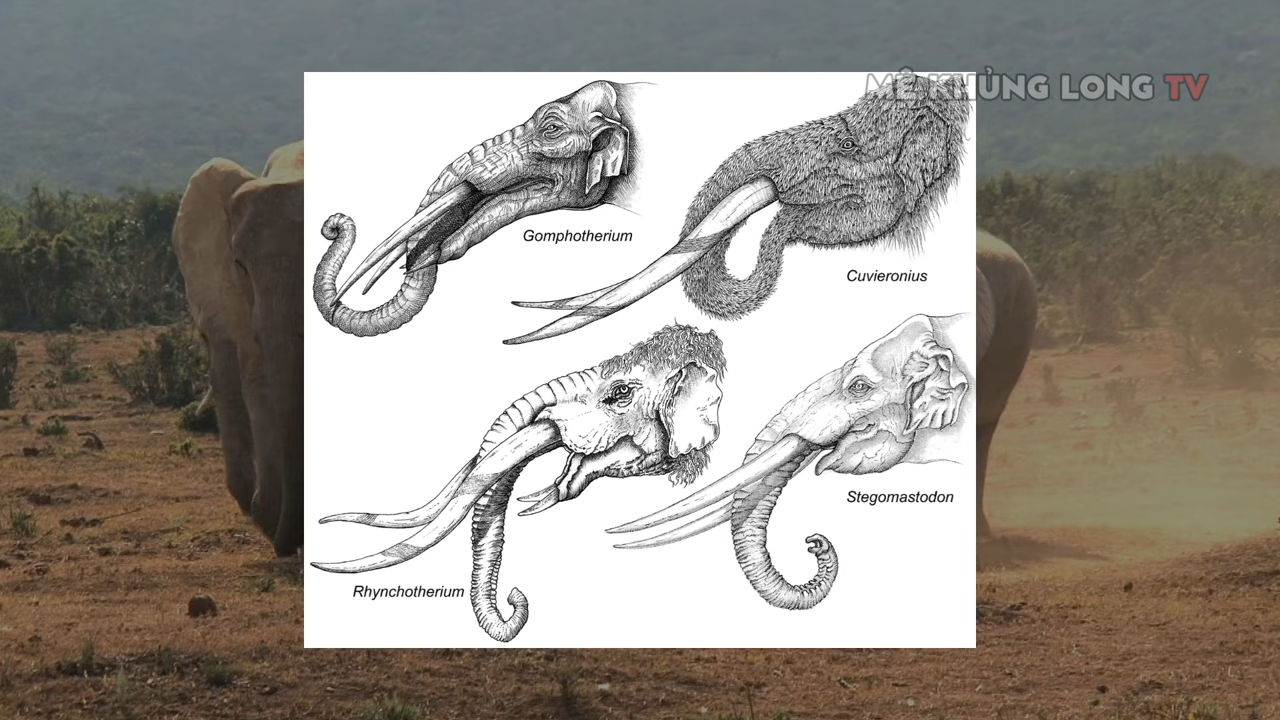 MÊ KHỦNG LONG TV
Gomphotherium
Cuvieronius
Stegomastodon
Rhynchotherium